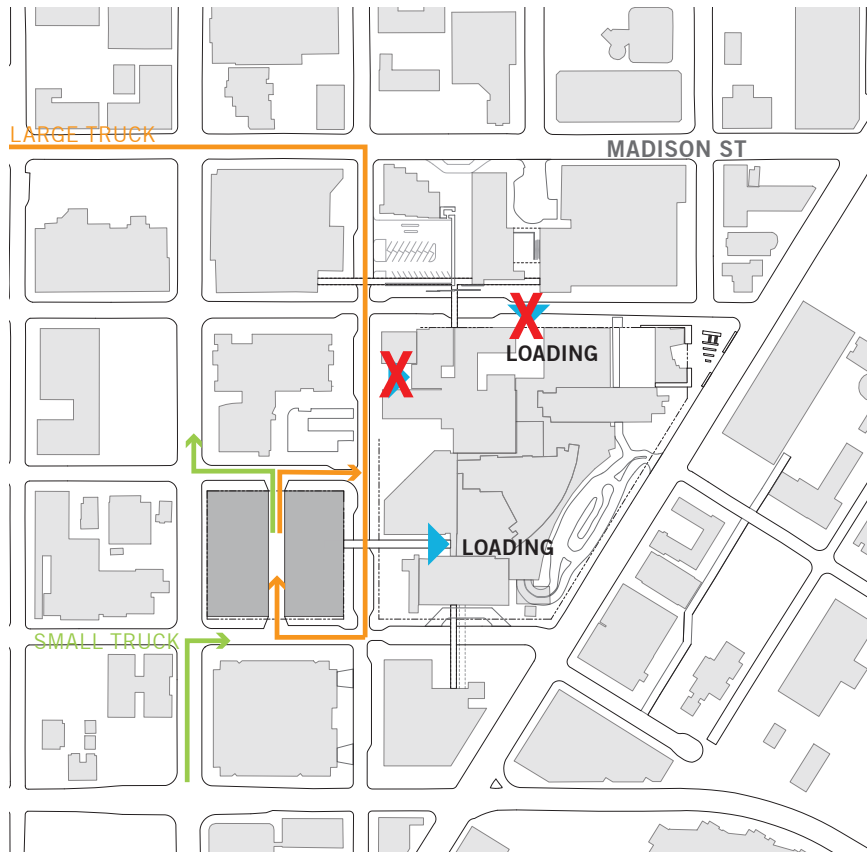 LARGE TRUCK
MADISON ST
X
LOADING
X
LOADING
SMALL TRUCK